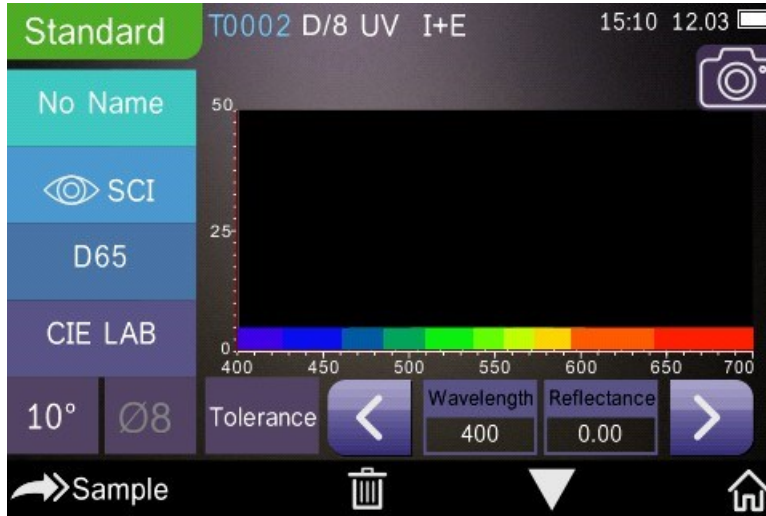 Standard T0002 D/8 UV I+E 15:10 12.03
No Name
SCI
D65
CIE LAB
10° Ø8
50
25
0
400 450 500 550 600 650 700
Tolerance Wavelength Reflectance
400 0.00
Sample